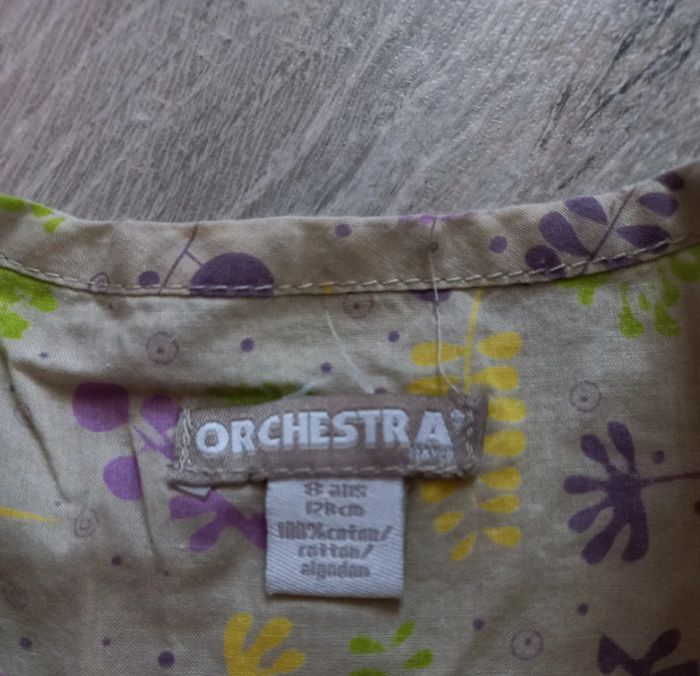 ORCHESTRA
8 ans
128cm
100%coton/
cotton/
algodon